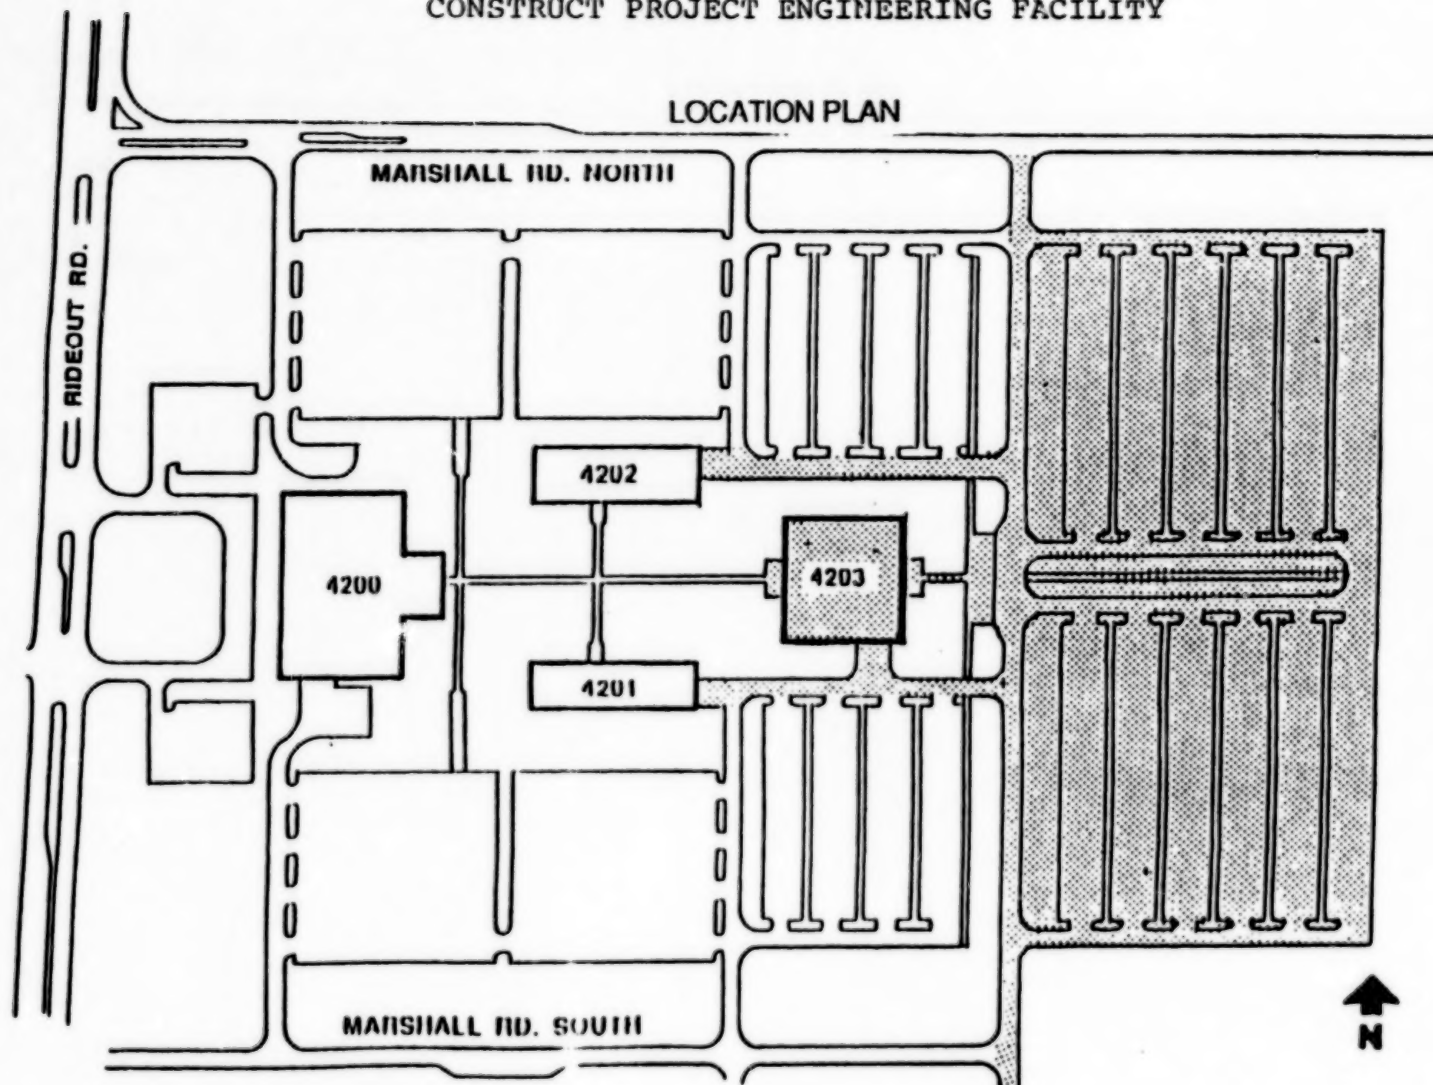 CONSTRUCT PROJECT ENGINEERING FACILITY
LOCATION PLAN
MARSHALL RD. NORTH
RIDEOUT RD.
4202
4200
4203
4201
MARSHALL RD. SOUTH
N